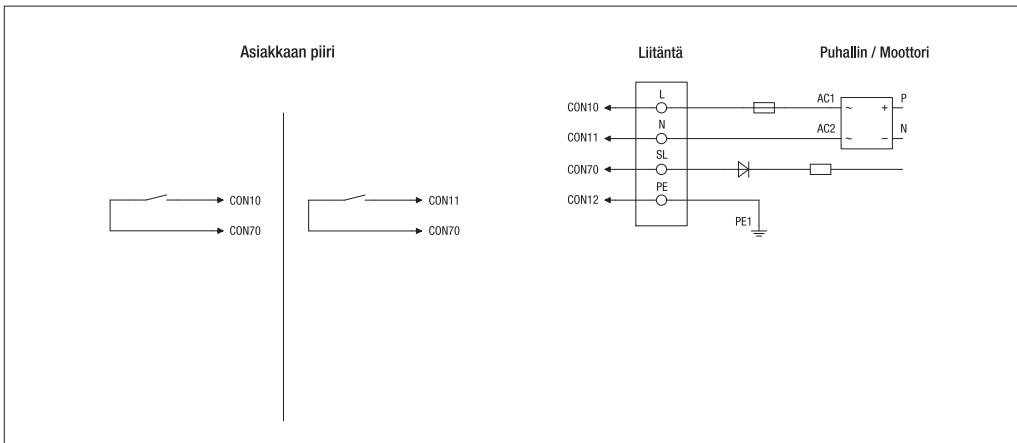 Asiakkaan piiri
CON10
CON70
CON11
CON70
Liitäntä
Puhallin / Moottori
CON10
L
AC1
~
+
P
CON11
N
AC2
~
–
N
CON70
SL
CON12
PE
PE1